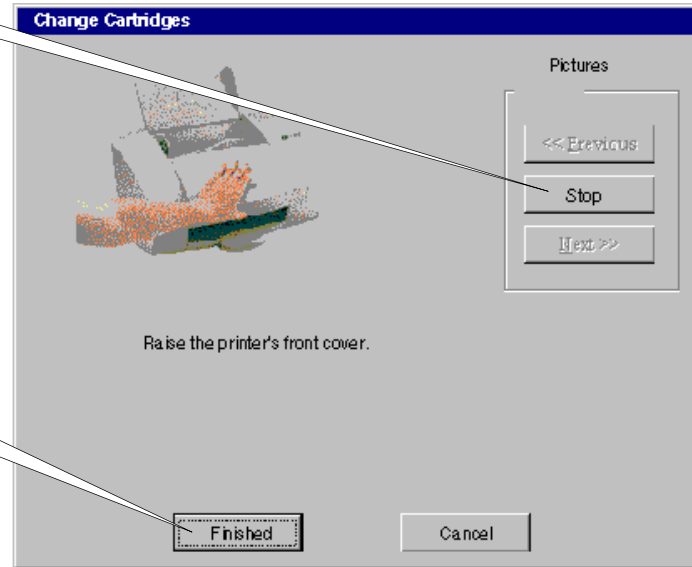 Change Cartridges
Pictures
<< Previous
Stop
Next >>
Raise the printer's front cover.
Finished
Cancel